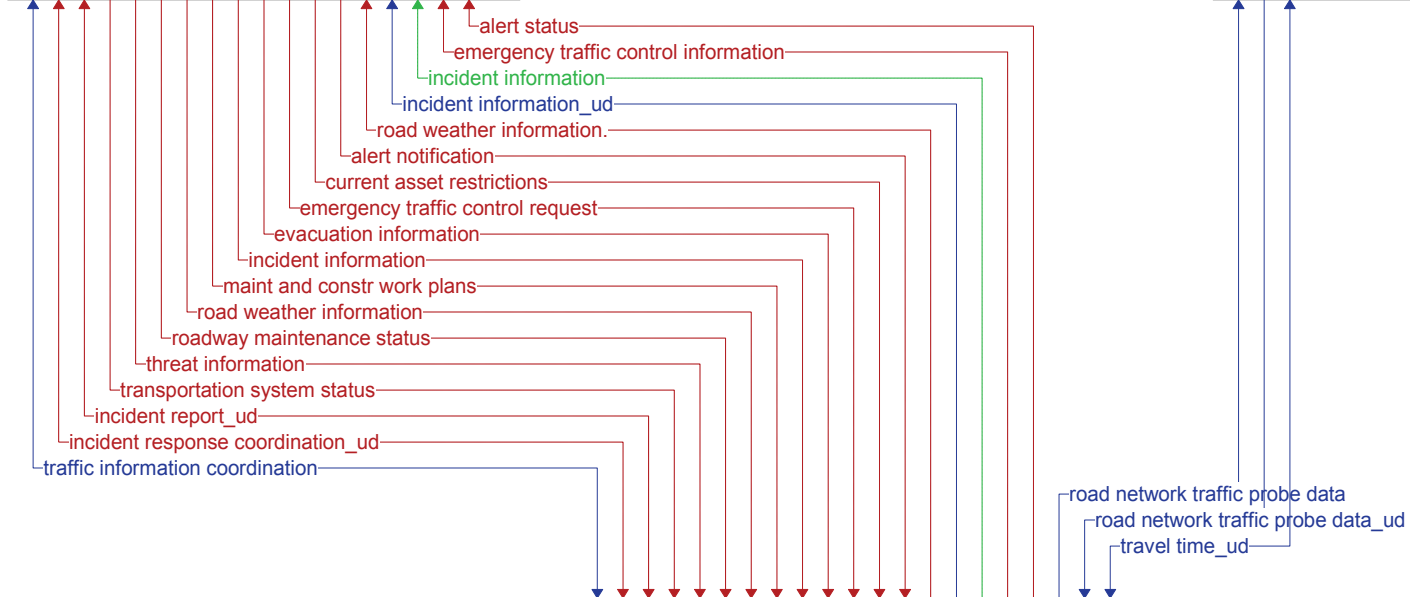 alert status
emergency traffic control information
incident information
incident information_ud
road weather information.
alert notification
current asset restrictions
emergency traffic control request
evacuation information
incident information
maint and constr work plans
road weather information
roadway maintenance status
threat information
transportation system status
incident report_ud
incident response coordination_ud
traffic information coordination
road network traffic probe data
road network traffic probe data_ud
travel time_ud